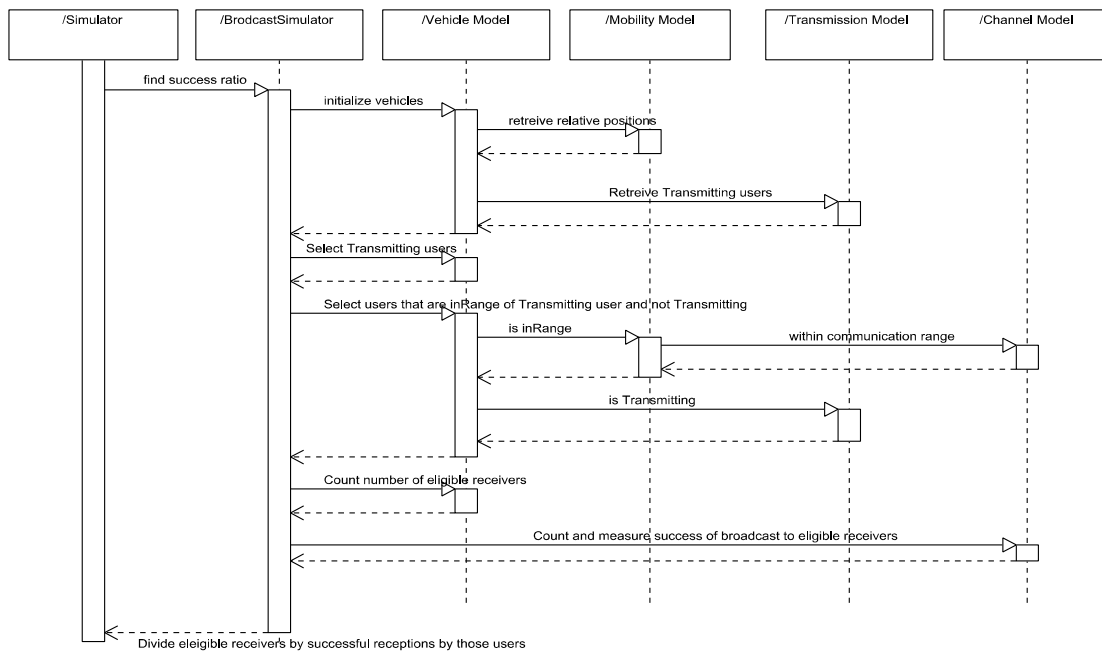 /Simulator
/BrodcastSimulator
/Vehicle Model
/Mobility Model
/Transmission Model
/Channel Model
find success ratio
initialize vehicles
retreive relative positions
Retreive Transmitting users
Select Transmitting users
Select users that are inRange of Transmitting user and not Transmitting
is inRange
within communication range
is Transmitting
Count number of eligible receivers
Count and measure success of broadcast to eligible receivers
Divide eleigible receivers by successful receptions by those users